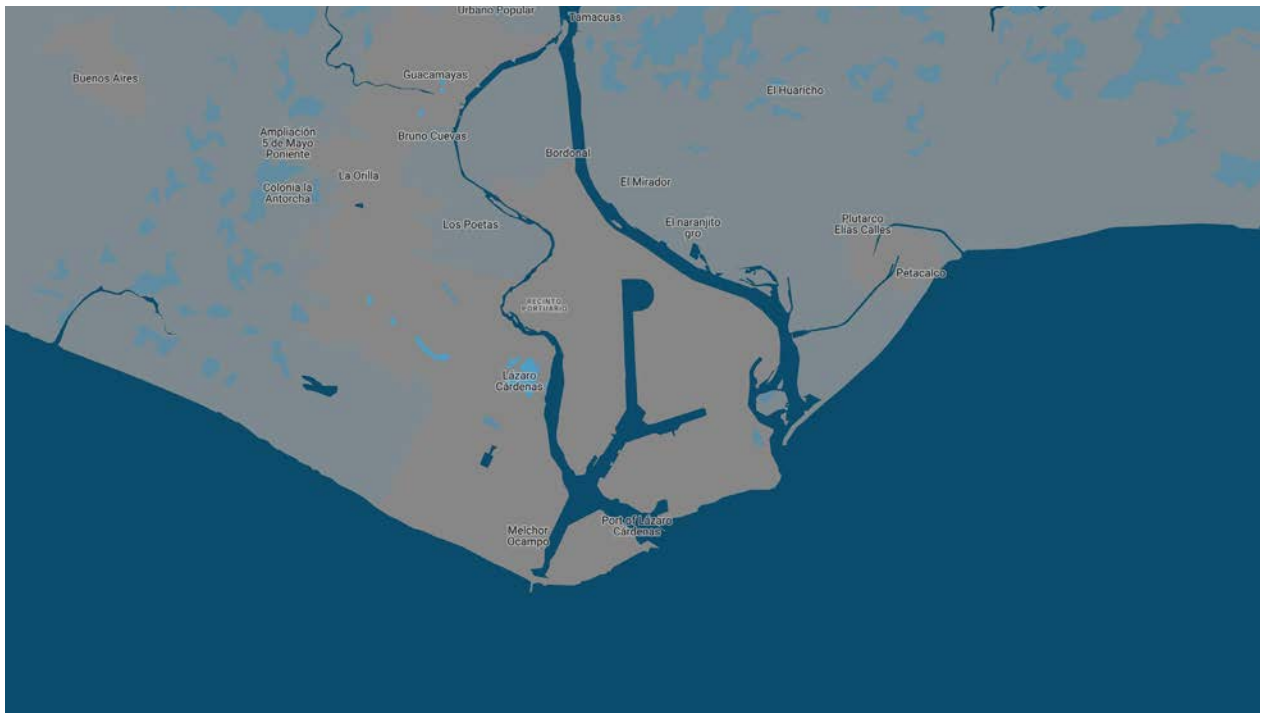 Urbano Popular
Tamacuas
Buenos Aires
Guacamayas
El Huaricho
Ampliación
5 de Mayo
Poniente
Bruno Cuevas
Bordonal
La Orilla
El Mirador
Colonia la
Antorcha
Los Poetas
El naranjito
gro
Plutarco
Elías Calles
Petacalco
RECINTO
PORTUARIO
Lázaro
Cárdenas
Melchor
Ocampo
Port of Lázaro
Cárdenas